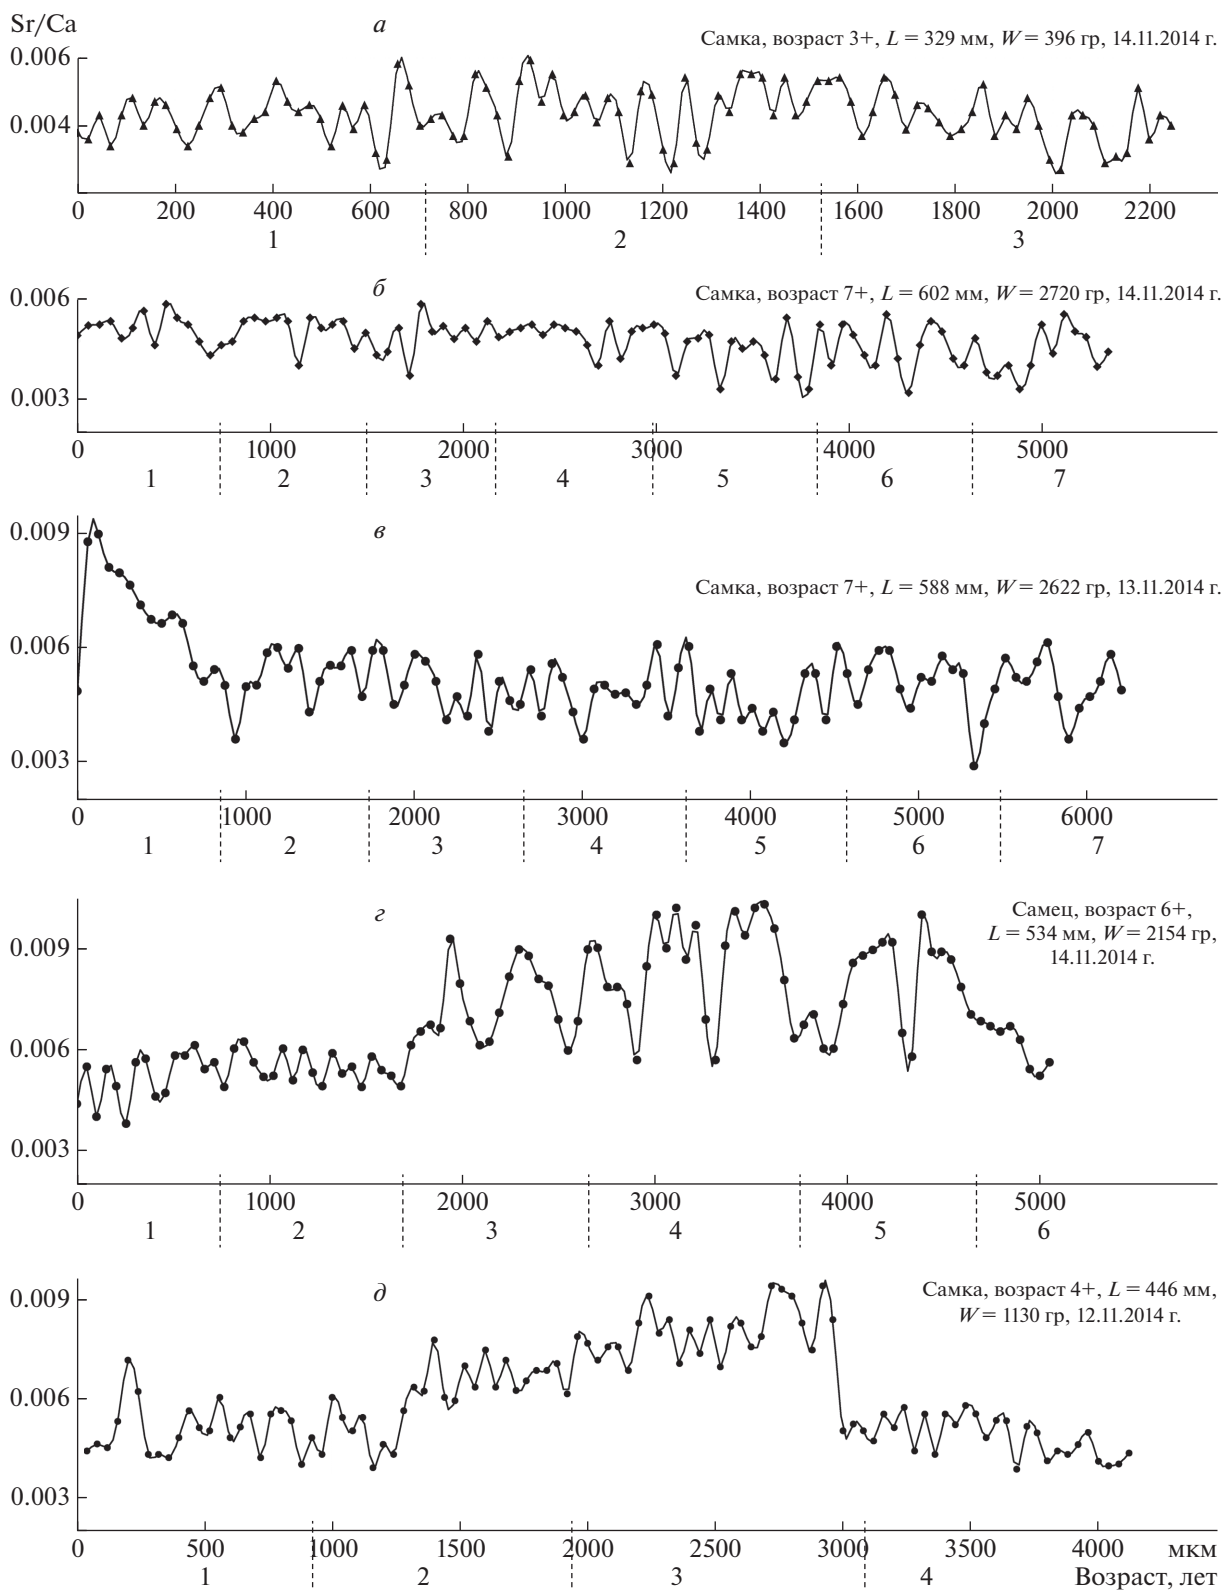 Sr/Ca
а
Самка, возраст 3+, L = 329 мм, W = 396 гр, 14.11.2014 г.
0.006
0.004
0 200 400 600 800 1000 1200 1400 1600 1800 2000 2200
1 2 3
б
Самка, возраст 7+, L = 602 мм, W = 2720 гр, 14.11.2014 г.
0.006
0.003
0 1000 2000 3000 4000 5000
1 2 3 4 5 6 7
в
0.009
Самка, возраст 7+, L = 588 мм, W = 2622 гр, 13.11.2014 г.
0.006
0.003
0 1000 2000 3000 4000 5000 6000
1 2 3 4 5 6 7
г
Самец, возраст 6+,
L = 534 мм, W = 2154 гр,
14.11.2014 г.
0.009
0.006
0.003
0 1000 2000 3000 4000 5000
1 2 3 4 5 6
д
Самка, возраст 4+, L = 446 мм,
W = 1130 гр, 12.11.2014 г.
0.009
0.006
0.003
0 500 1000 1500 2000 2500 3000 3500 4000 мкм
1 2 3 4 Возраст, лет